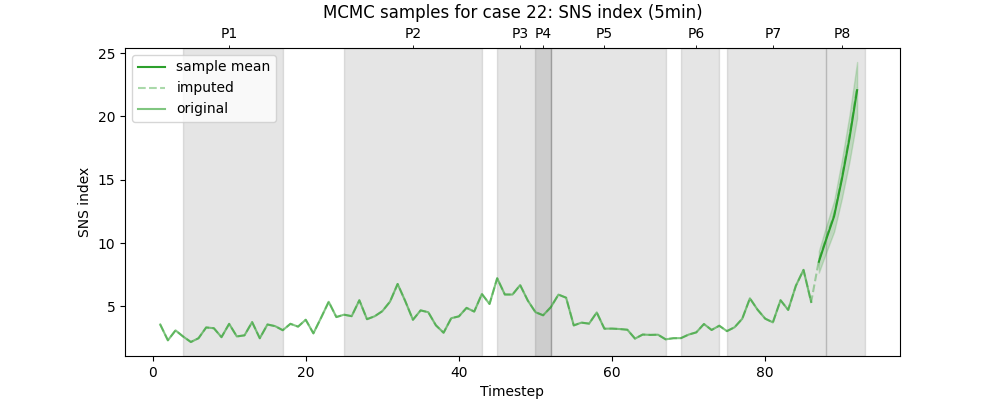 MCMC samples for case 22: SNS index (5min)
P1 P2 P3 P4 P5 P6 P7 P8
sample mean
imputed
original
25
20
15
10
5
SNS index
0 20 40 60 80
Timestep